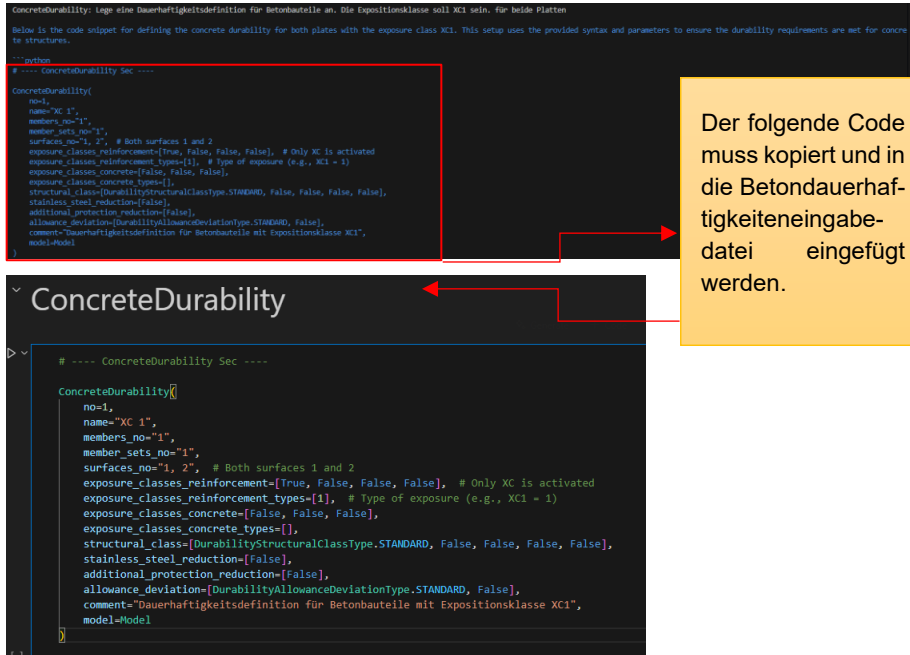 ConcreteDurability: Lege eine Dauerhaftigkeitsdefinition für Betonbauteile an. Die Expositionsklasse soll XC1 sein. für beide Platten
Below is the code snippet for defining the concrete durability for both plates with the exposure class XC1. This setup uses the provided syntax and parameters to ensure the durability requirements are met for concre
te structures.
```python
# ---- ConcreteDurability Sec ----
ConcreteDurability(
no=1,
name="XC 1",
members_no="1",
member_sets_no="1",
surfaces_no="1, 2",  # Both surfaces 1 and 2
exposure_classes_reinforcement=[True, False, False, False],  # Only XC is activated
exposure_classes_reinforcement_types=[1],  # Type of exposure (e.g., XC1 = 1)
exposure_classes_concrete=[False, False, False],
exposure_classes_concrete_types=[],
structural_class=[DurabilityStructuralClassType.STANDARD, False, False, False, False],
stainless_steel_reduction=[False],
additional_protection_reduction=[False],
allowance_deviation=[DurabilityAllowanceDeviationType.STANDARD, False],
comment="Dauerhaftigkeitsdefinition für Betonbauteile mit Expositionsklasse XC1",
model=Model
)
Der folgende Code
muss kopiert und in
die Betondauerhaf-
tigkeiteneingabe-
datei eingefügt
werden.
ConcreteDurability
# ---- ConcreteDurability Sec ----
ConcreteDurability(
no=1,
name="XC 1",
members_no="1",
member_sets_no="1",
surfaces_no="1, 2",  # Both surfaces 1 and 2
exposure_classes_reinforcement=[True, False, False, False],  # Only XC is activated
exposure_classes_reinforcement_types=[1],  # Type of exposure (e.g., XC1 = 1)
exposure_classes_concrete=[False, False, False],
exposure_classes_concrete_types=[],
structural_class=[DurabilityStructuralClassType.STANDARD, False, False, False, False],
stainless_steel_reduction=[False],
additional_protection_reduction=[False],
allowance_deviation=[DurabilityAllowanceDeviationType.STANDARD, False],
comment="Dauerhaftigkeitsdefinition für Betonbauteile mit Expositionsklasse XC1",
model=Model
)